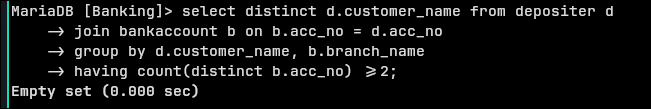 MariaDB [Banking]> select distinct d.customer_name from depositer d
    -> join bankaccount b on b.acc_no = d.acc_no
    -> group by d.customer_name, b.branch_name
    -> having count(distinct b.acc_no) >=2;
Empty set (0.000 sec)